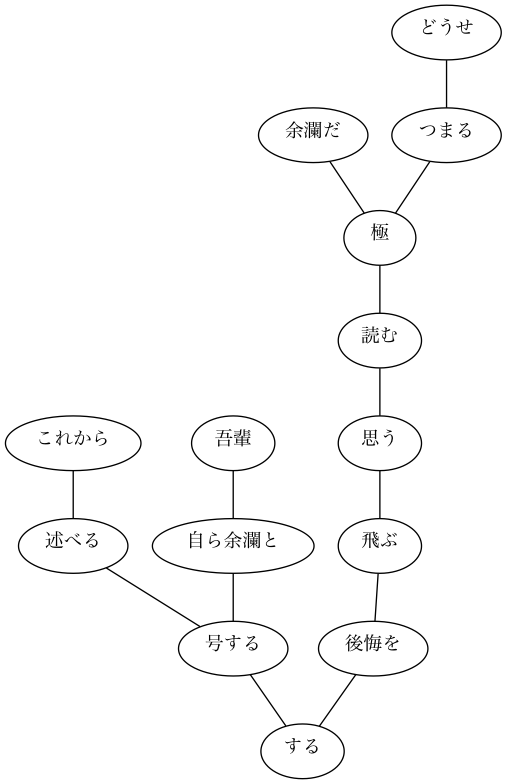 どうせ
余瀾だ
つまる
極
読む
これから
吾輩
思う
述べる
自ら余瀾と
飛ぶ
号する
後悔を
する